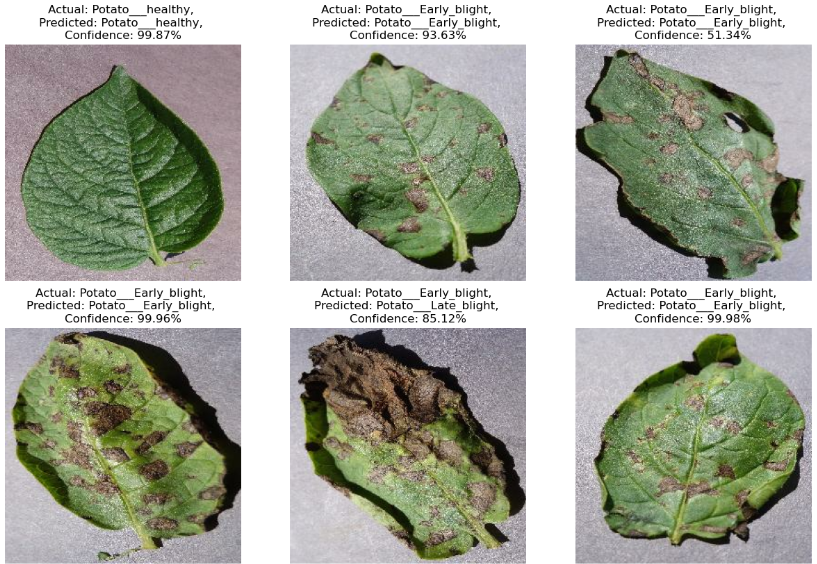 Actual: Potato___healthy,
Predicted: Potato___healthy,
Confidence: 99.87%
Actual: Potato___Early_blight,
Predicted: Potato___Early_blight,
Confidence: 93.63%
Actual: Potato___Early_blight,
Predicted: Potato___Early_blight,
Confidence: 51.34%
Actual: Potato___Early_blight,
Predicted: Potato___Early_blight,
Confidence: 99.96%
Actual: Potato___Early_blight,
Predicted: Potato___Late_blight,
Confidence: 85.12%
Actual: Potato___Early_blight,
Predicted: Potato___Early_blight,
Confidence: 99.98%